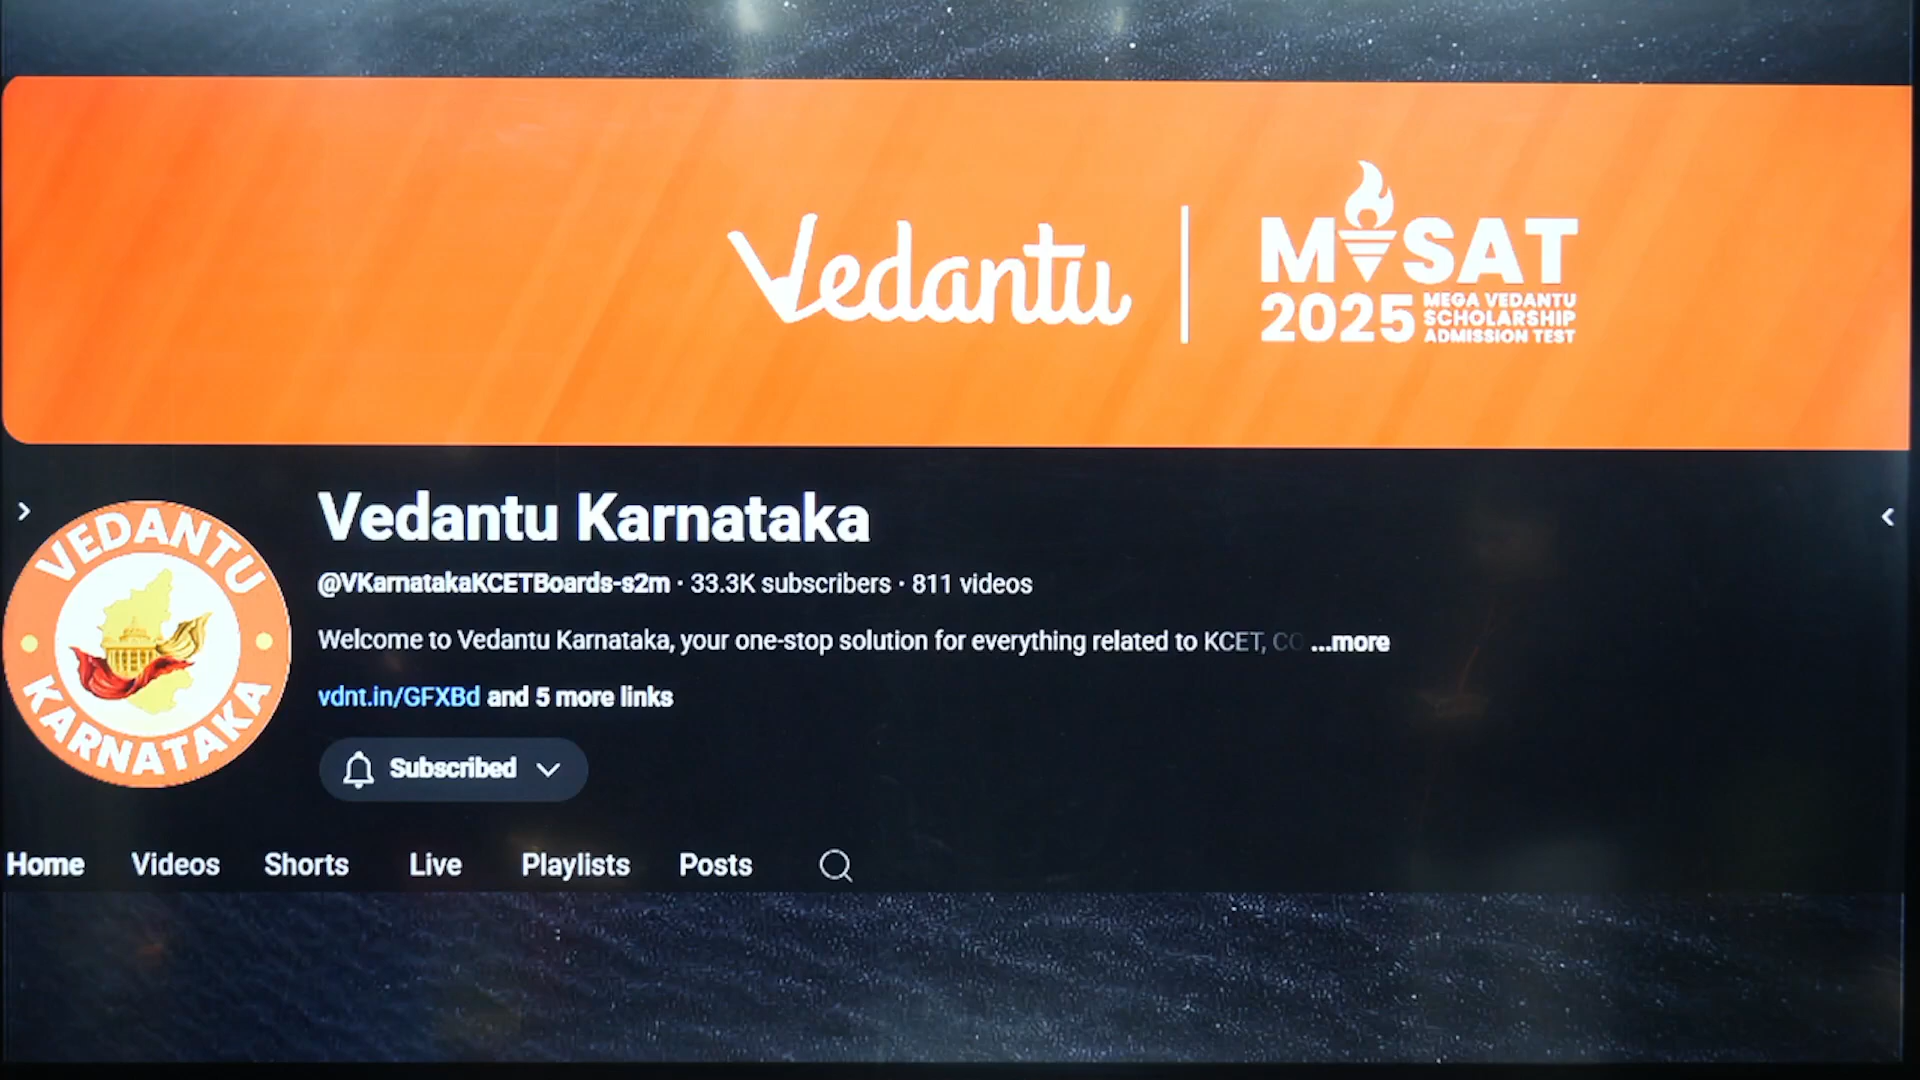 Vedantu
MVSAT
2025
MEGA VEDANTU
SCHOLARSHIP
ADMISSION TEST
VEDANTU
KARNATAKA
Vedantu Karnataka
@VKarnatakaKCETBoards-s2m · 33.3K subscribers · 811 videos
Welcome to Vedantu Karnataka, your one-stop solution for everything related to KCET, CO ...more
vdnt.in/GFXBd and 5 more links
Subscribed
Home Videos Shorts Live Playlists Posts